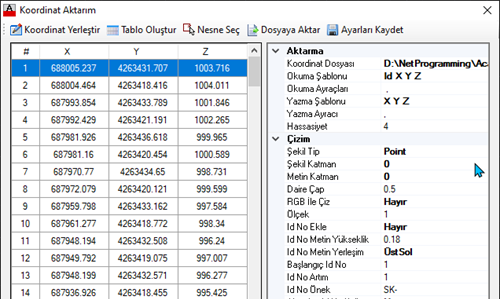 Koordinat Aktarım
Koordinat Yerleştir Tablo Oluştur Nesne Seç Dosyaya Aktar Ayarları Kaydet
# X Y Z
1 688005.237 4263431.707 1003.716
2 688004.464 4263418.416 1004.011
3 687993.854 4263433.789 1001.846
4 687992.429 4263421.191 1002.265
5 687981.926 4263436.618 999.965
6 687981.16 4263420.454 1000.589
7 687970.77 4263434.65 998.731
8 687972.079 4263420.121 999.599
9 687959.798 4263433.162 997.584
10 687961.277 4263418.772 998.34
11 687948.194 4263432.508 996.24
12 687949.792 4263419.075 997.007
13 687948.194 4263432.571 996.277
14 687936.926 4263418.455 995.425
Aktarma
Koordinat Dosyası D:\NetProgramming\Aca
Okuma Şablonu Id X Y Z
Okuma Ayraçları ,
Yazma Şablonu X Y Z
Yazma Ayracı ,
Hassasiyet 4
Çizim
Şekil Tip Point
Şekil Katman 0
Metin Katman 0
Daire Çap 0.5
RGB İle Çiz Hayır
Ölçek 1
Id No Ekle Hayır
Id No Metin Yükseklik 0.18
Id No Metin Yerleşim ÜstSol
Başlangıç Id No 1
Id No Artım 1
Id No Önek SK-